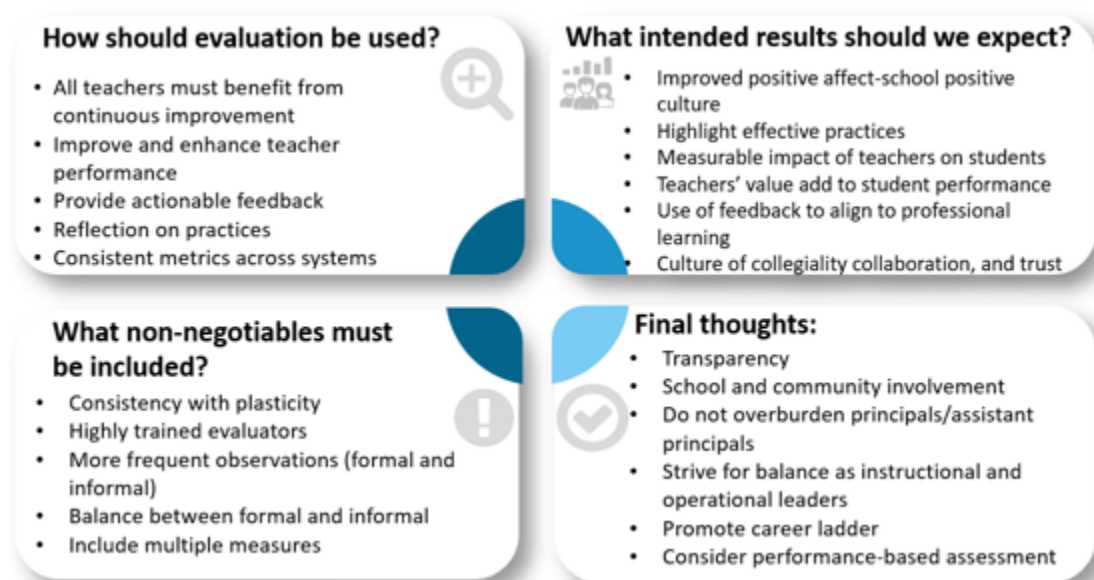 How should evaluation be used?
• All teachers must benefit from
continuous improvement
• Improve and enhance teacher
performance
• Provide actionable feedback
• Reflection on practices
• Consistent metrics across systems
What intended results should we expect?
• Improved positive affect-school positive
culture
• Highlight effective practices
• Measurable impact of teachers on students
• Teachers' value add to student performance
• Use of feedback to align to professional
learning
• Culture of collegiality collaboration, and trust
What non-negotiables must
be included?
• Consistency with plasticity
• Highly trained evaluators
• More frequent observations (formal and
informal)
• Balance between formal and informal
• Include multiple measures
Final thoughts:
• Transparency
• School and community involvement
• Do not overburden principals/assistant
principals
• Strive for balance as instructional and
operational leaders
• Promote career ladder
• Consider performance-based assessment